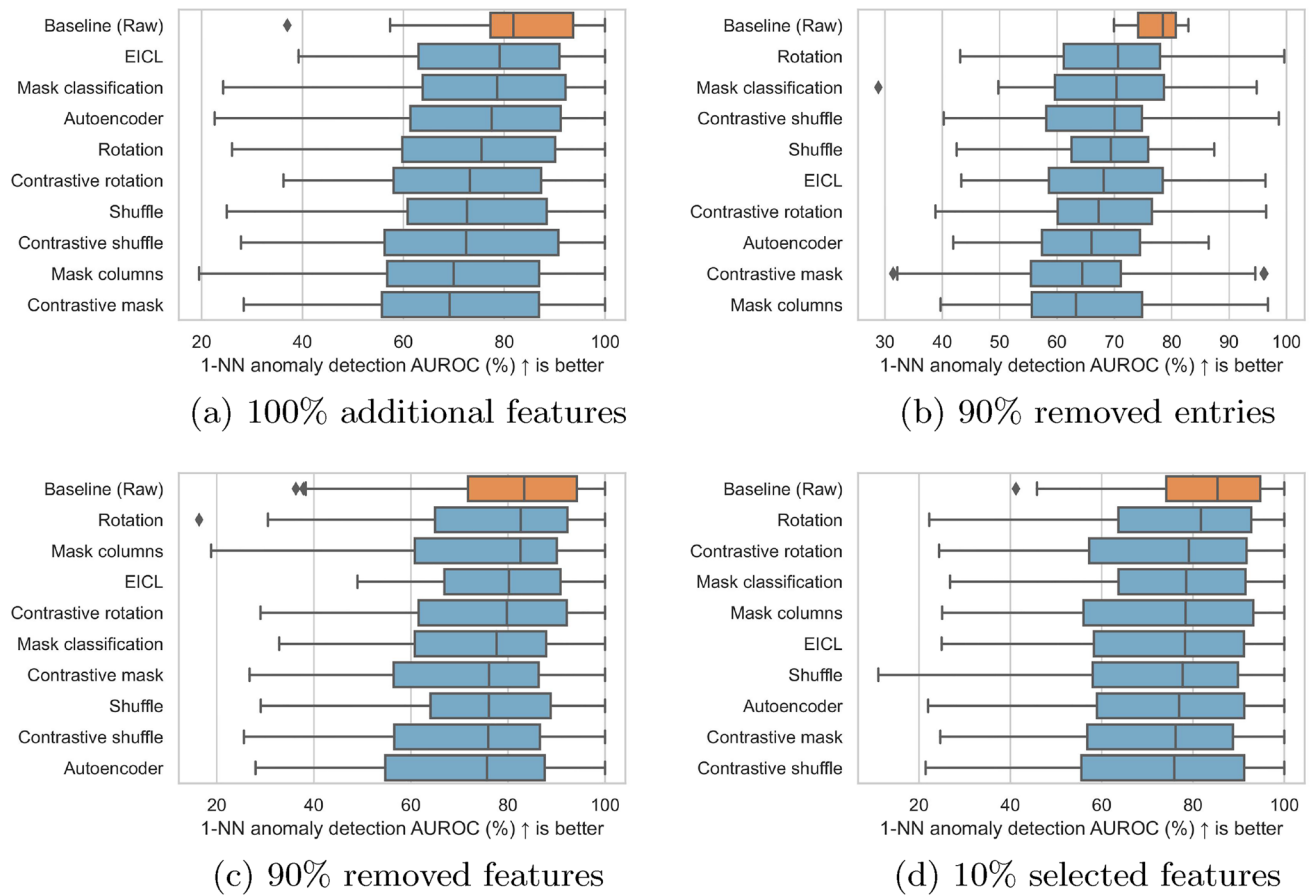 Baseline (Raw)
EICL
Mask classification
Autoencoder
Rotation
Contrastive rotation
Shuffle
Contrastive shuffle
Mask columns
Contrastive mask
20 40 60 80 100
1-NN anomaly detection AUROC (%) ↑ is better
(a) 100% additional features
Baseline (Raw)
Rotation
Mask classification
Contrastive shuffle
Shuffle
EICL
Contrastive rotation
Autoencoder
Contrastive mask
Mask columns
30 40 50 60 70 80 90 100
1-NN anomaly detection AUROC (%) ↑ is better
(b) 90% removed entries
Baseline (Raw)
Rotation
Mask columns
EICL
Contrastive rotation
Mask classification
Contrastive mask
Shuffle
Contrastive shuffle
Autoencoder
20 40 60 80 100
1-NN anomaly detection AUROC (%) ↑ is better
(c) 90% removed features
Baseline (Raw)
Rotation
Contrastive rotation
Mask classification
Mask columns
EICL
Shuffle
Autoencoder
Contrastive mask
Contrastive shuffle
20 40 60 80 100
1-NN anomaly detection AUROC (%) ↑ is better
(d) 10% selected features